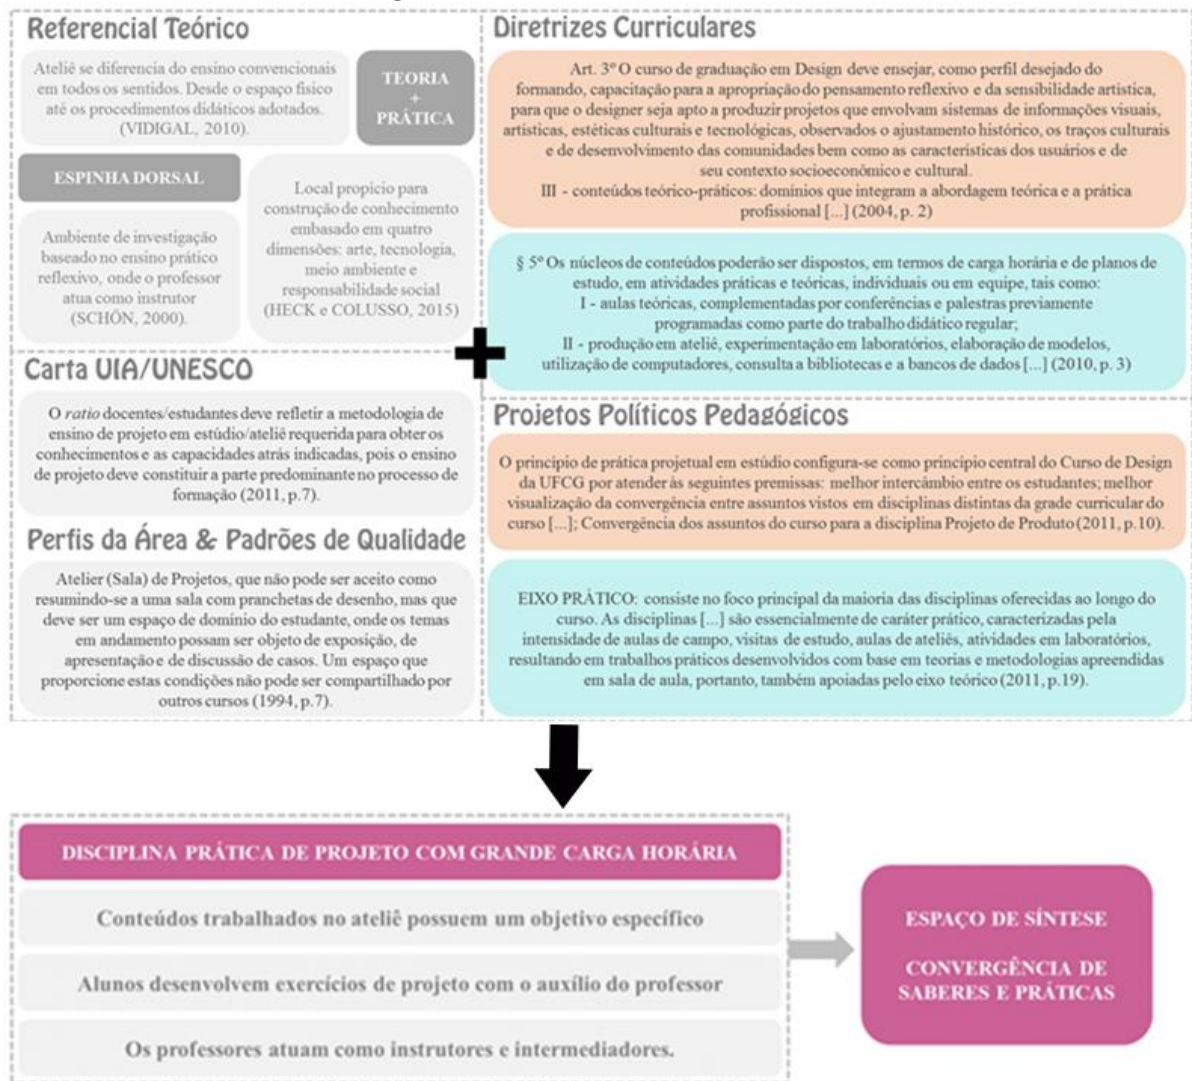 Referencial Teórico
Ateliê se diferencia do ensino convencionais
em todos os sentidos. Desde o espaço físico
até os procedimentos didáticos adotados.
(VIDIGAL, 2010).
TEORIA
+
PRÁTICA
ESPINHA DORSAL
Ambiente de investigação
baseado no ensino prático
reflexivo, onde o professor
atua como instrutor
(SCHÖN, 2000).
Local propício para
construção de conhecimento
embasado em quatro
dimensões: arte, tecnologia,
meio ambiente e
responsabilidade social
(HECK e COLUSSO, 2015)
Carta UIA/UNESCO
O ratio docentes/estudantes deve refletir a metodologia de
ensino de projeto em estúdio/ateliê requerida para obter os
conhecimentos e as capacidades atrás indicadas, pois o ensino
de projeto deve constituir a parte predominante no processo de
formação (2011, p.7).
Perfis da Área & Padrões de Qualidade
Atelier (Sala) de Projetos, que não pode ser aceito como
resumindo-se a uma sala com pranchetas de desenho, mas que
deve ser um espaço de domínio do estudante, onde os temas
em andamento possam ser objeto de exposição, de
apresentação e de discussão de casos. Um espaço que
proporcione estas condições não pode ser compartilhado por
outros cursos (1994, p.7).
Diretrizes Curriculares
Art. 3º O curso de graduação em Design deve ensejar, como perfil desejado do
formando, capacitação para a apropriação do pensamento reflexivo e da sensibilidade artística,
para que o designer seja apto a produzir projetos que envolvam sistemas de informações visuais,
artísticas, estéticas culturais e tecnológicas, observados o ajustamento histórico, os traços culturais
e de desenvolvimento das comunidades bem como as características dos usuários e de
seu contexto socioeconômico e cultural.
III - conteúdos teórico-práticos: domínios que integram a abordagem teórica e a prática
profissional [...] (2004, p. 2)
§ 5º Os núcleos de conteúdos poderão ser dispostos, em termos de carga horária e de planos de
estudo, em atividades práticas e teóricas, individuais ou em equipe, tais como:
I - aulas teóricas, complementadas por conferências e palestras previamente
programadas como parte do trabalho didático regular;
II - produção em ateliê, experimentação em laboratórios, elaboração de modelos,
utilização de computadores, consulta a bibliotecas e a bancos de dados [...] (2010, p. 3)
Projetos Políticos Pedagógicos
O princípio de prática projetual em estúdio configura-se como princípio central do Curso de Design
da UFCG por atender às seguintes premissas: melhor intercâmbio entre os estudantes; melhor
visualização da convergência entre assuntos vistos em disciplinas distintas da grade curricular do
curso [...]; Convergência dos assuntos do curso para a disciplina Projeto de Produto (2011, p.10).
EIXO PRÁTICO: consiste no foco principal da maioria das disciplinas oferecidas ao longo do
curso. As disciplinas [...] são essencialmente de caráter prático, caracterizadas pela
intensidade de aulas de campo, visitas de estudo, aulas de ateliês, atividades em laboratórios,
resultando em trabalhos práticos desenvolvidos com base em teorias e metodologias apreendidas
em sala de aula, portanto, também apoiadas pelo eixo teórico (2011, p.19).
DISCIPLINA PRÁTICA DE PROJETO COM GRANDE CARGA HORÁRIA
Conteúdos trabalhados no ateliê possuem um objetivo específico
Alunos desenvolvem exercícios de projeto com o auxílio do professor
Os professores atuam como instrutores e intermediadores.
ESPAÇO DE SÍNTESE
CONVERGÊNCIA DE
SABERES E PRÁTICAS